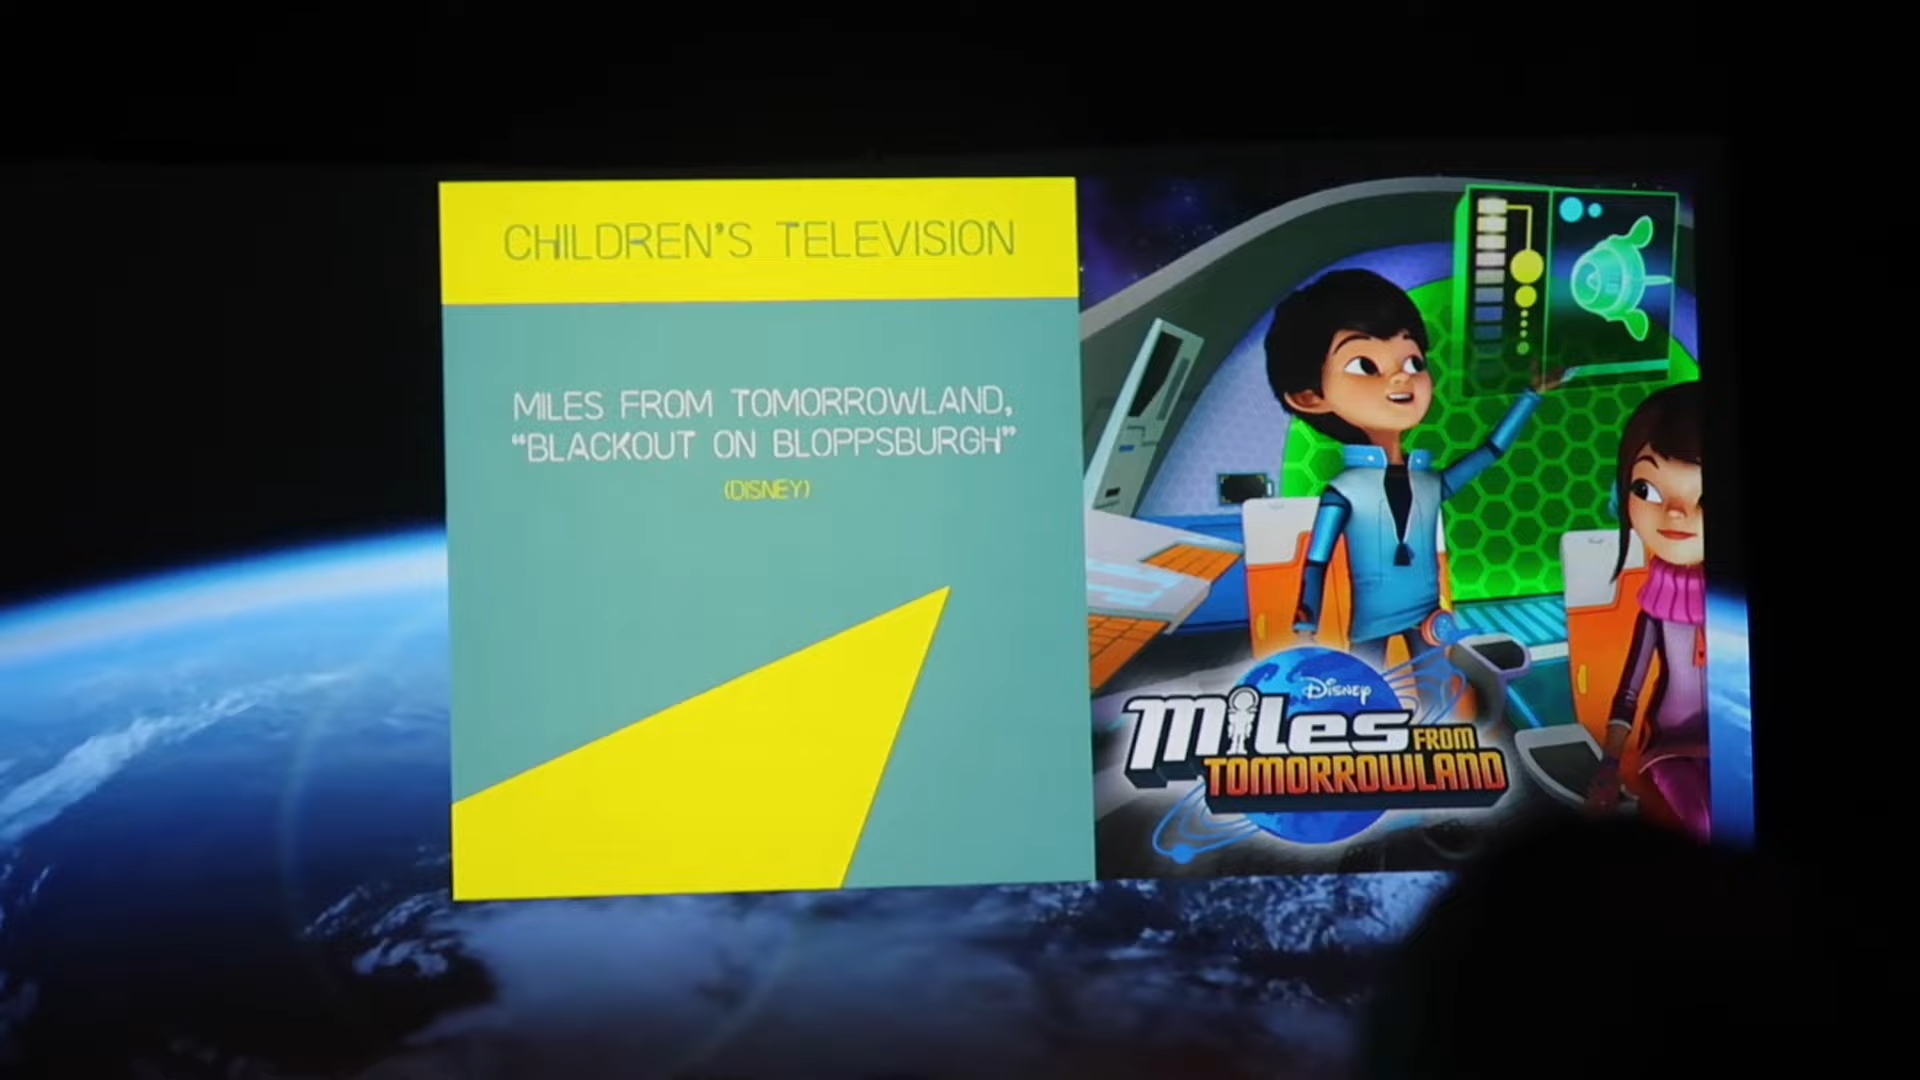 CHILDREN'S TELEVISION
MILES FROM TOMORROWLAND,
“BLACKOUT ON BLOPPSBURGH”
(DISNEY)
Disney
Miles FROM
TOMORROWLAND